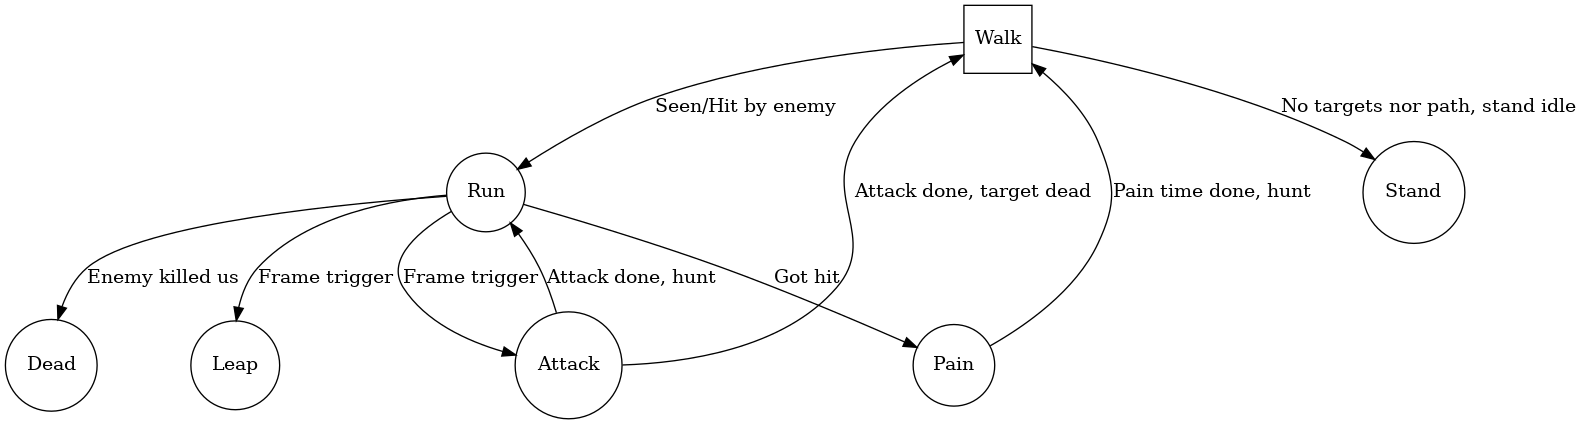 Walk
Seen/Hit by enemy
No targets nor path, stand idle
Run
Attack done, target dead
Pain time done, hunt
Stand
Enemy killed us
Frame trigger
Frame trigger
Attack done, hunt
Got hit
Dead
Leap
Attack
Pain